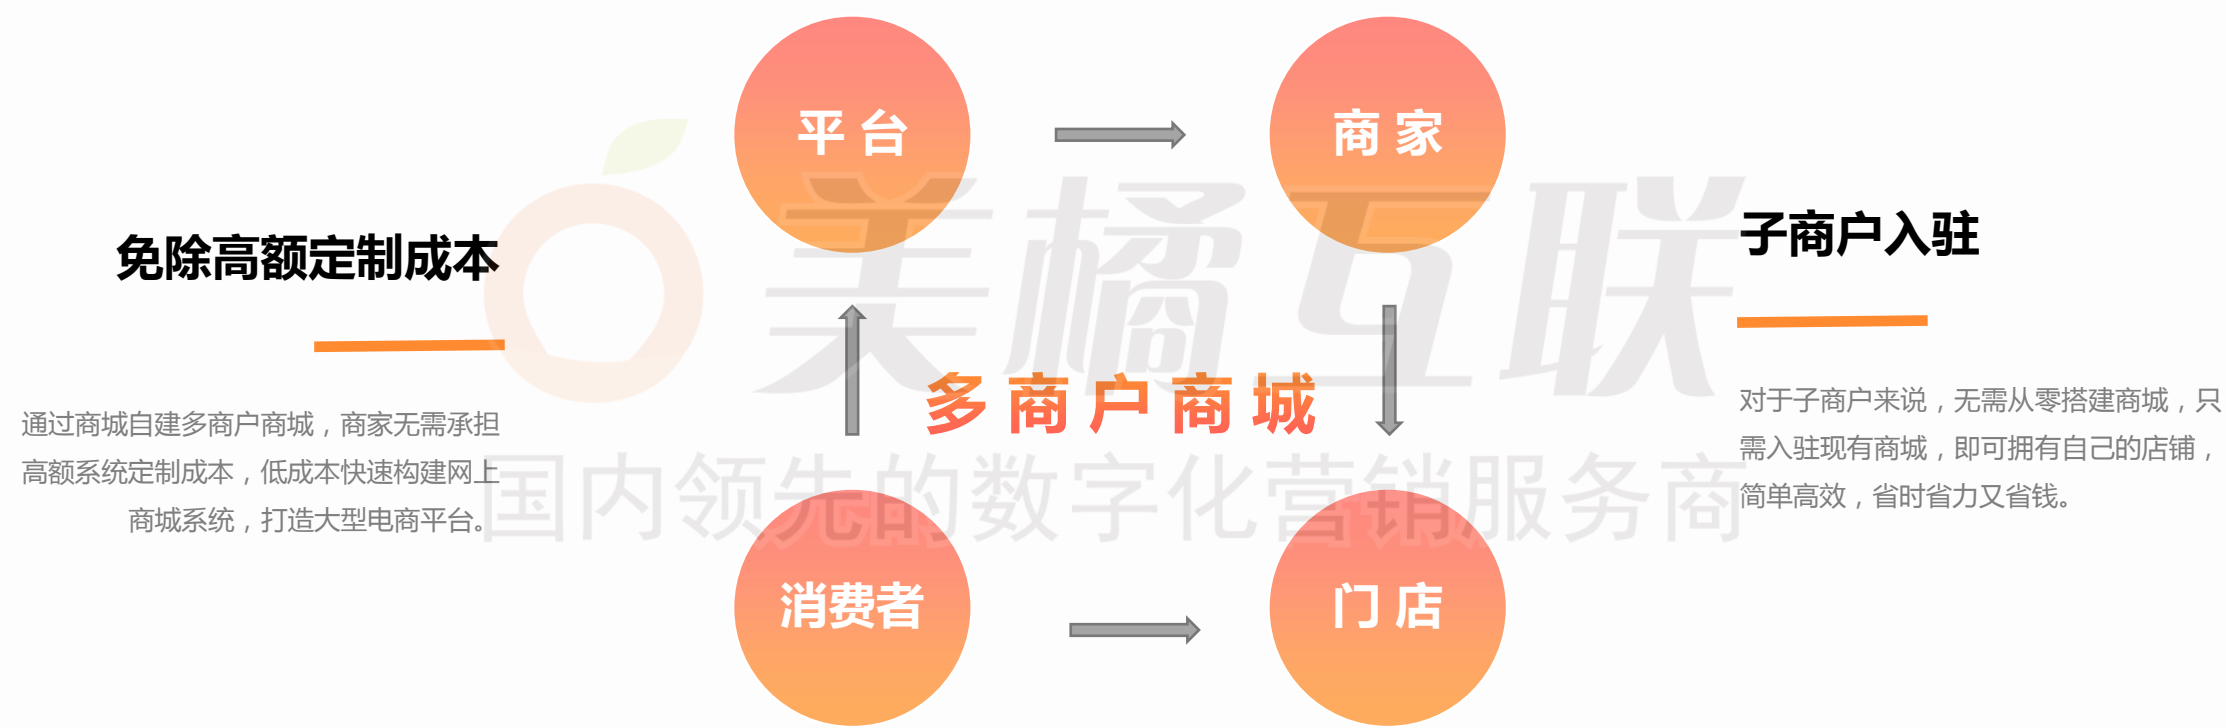 平台
商家
免除高额定制成本
子商户入驻
美橘互联
多商户商城
通过商城自建多商户商城，商家无需承担
高额系统定制成本，低成本快速构建网上
商城系统，打造大型电商平台。
对于子商户来说，无需从零搭建商城，只
需入驻现有商城，即可拥有自己的店铺，
简单高效，省时省力又省钱。
国内领先的数字化营销服务商
消费者
门店